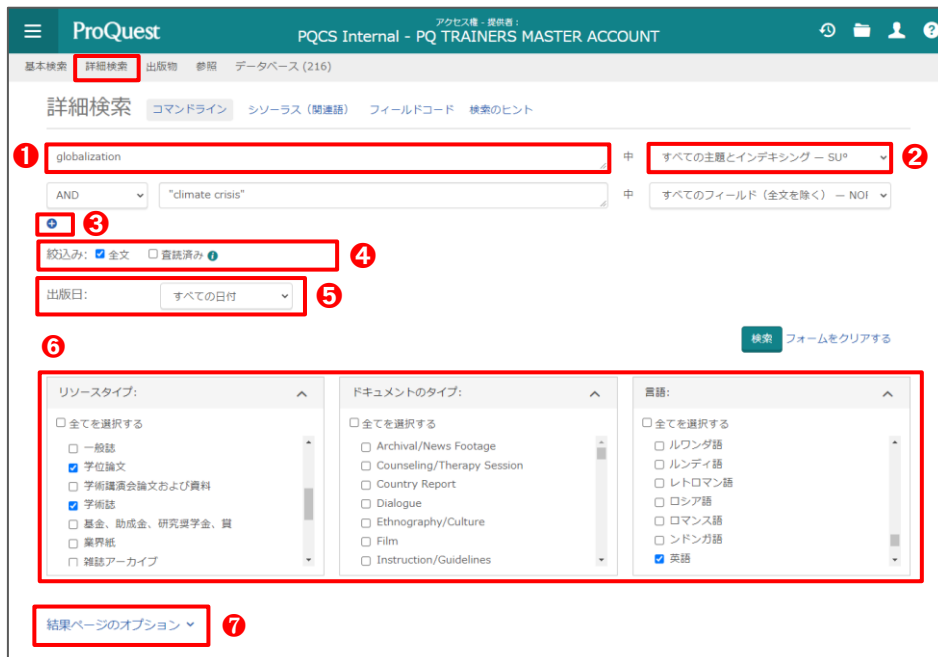 アクセス権 - 提供者：
ProQuest PQCS Internal - PQ TRAINERS MASTER ACCOUNT
基本検索 詳細検索 出版物 参照 データベース (216)
詳細検索 コマンドライン シソーラス（関連語） フィールドコード 検索のヒント
❶ globalization 中 すべての主題とインデキシング — SU° ❷
AND "climate crisis" 中 すべてのフィールド（全文を除く） — NOF
❸
絞込み: 全文 査読済み ❹
出版日: すべての日付 ❺
検索 フォームをクリアする
❻
リソースタイプ: ドキュメントのタイプ: 言語:
全てを選択する 全てを選択する 全てを選択する
一般誌 Archival/News Footage ルワンダ語
学位論文 Counseling/Therapy Session ルンディ語
学術講演会論文および資料 Country Report レトロマン語
学術誌 Dialogue ロシア語
基金、助成金、研究奨学金、賞 Ethnography/Culture ロマンス語
業界紙 Film ンドンガ語
雑誌アーカイブ Instruction/Guidelines 英語
結果ページのオプション ❼